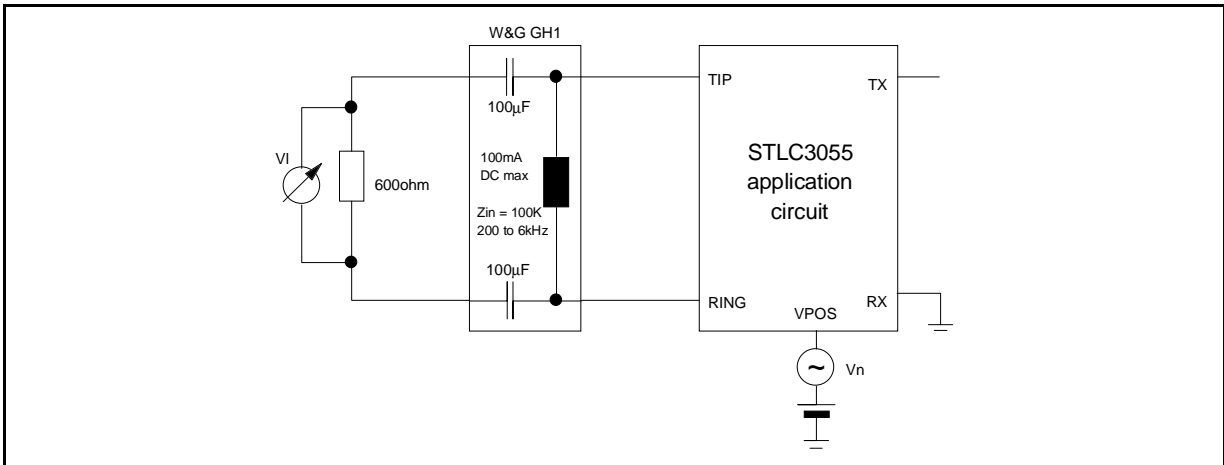 W&G GH1
100µF
VI
600ohm
100mA
DC max
Zin = 100K
200 to 6kHz
100µF
TIP
TX
STLC3055
application
circuit
RING
RX
VPOS
~
Vn